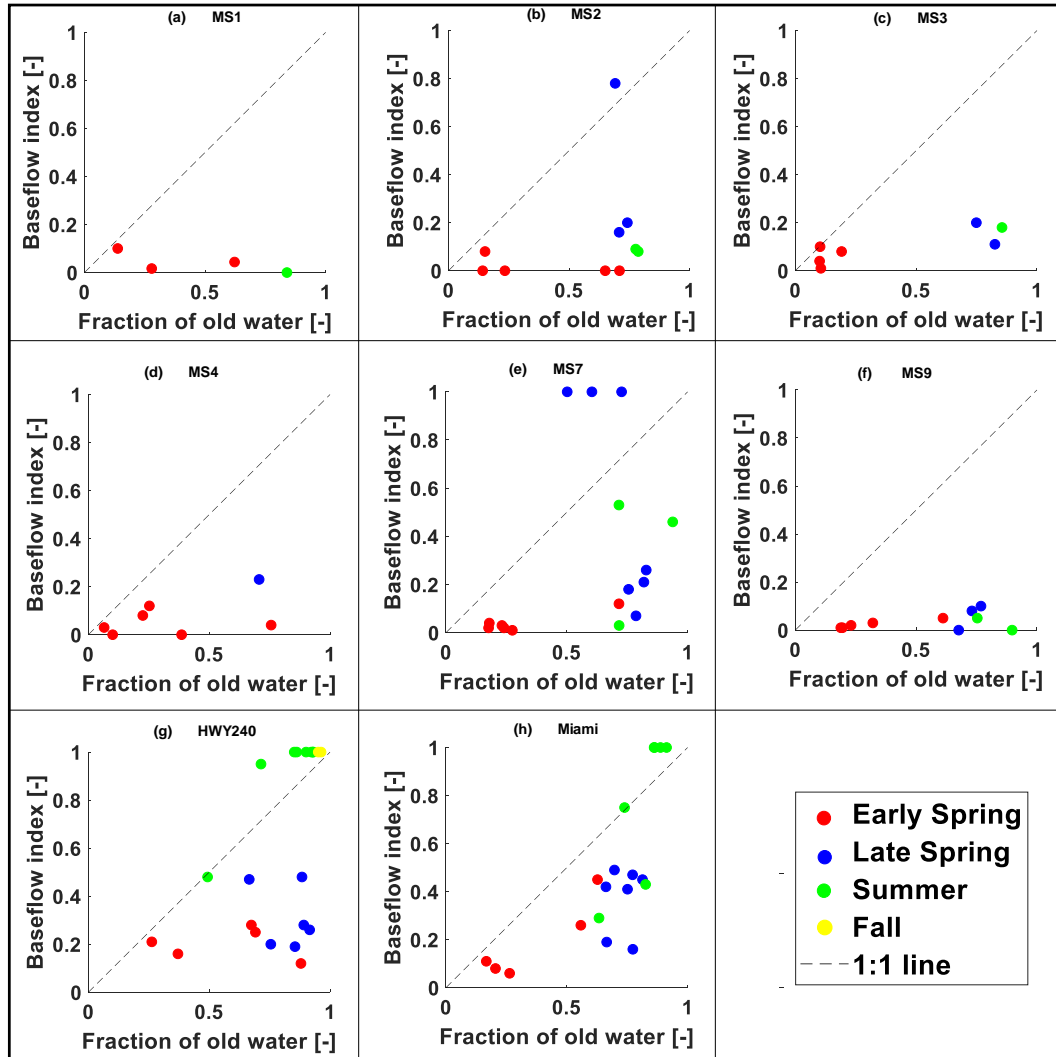 (a) MS1
Baseflow index [-]
1
0.8
0.6
0.4
0.2
0
0 0.5 1
Fraction of old water [-]
(b) MS2
Baseflow index [-]
1
0.8
0.6
0.4
0.2
0
0 0.5 1
Fraction of old water [-]
(c) MS3
Baseflow index [-]
1
0.8
0.6
0.4
0.2
0
0 0.5 1
Fraction of old water [-]
(d) MS4
Baseflow index [-]
1
0.8
0.6
0.4
0.2
0
0 0.5 1
Fraction of old water [-]
(e) MS7
Baseflow index [-]
1
0.8
0.6
0.4
0.2
0
0 0.5 1
Fraction of old water [-]
(f) MS9
Baseflow index [-]
1
0.8
0.6
0.4
0.2
0
0 0.5 1
Fraction of old water [-]
(g) HWY240
Baseflow index [-]
1
0.8
0.6
0.4
0.2
0
0 0.5 1
Fraction of old water [-]
(h) Miami
Baseflow index [-]
1
0.8
0.6
0.4
0.2
0
0 0.5 1
Fraction of old water [-]
Early Spring
Late Spring
Summer
Fall
1:1 line